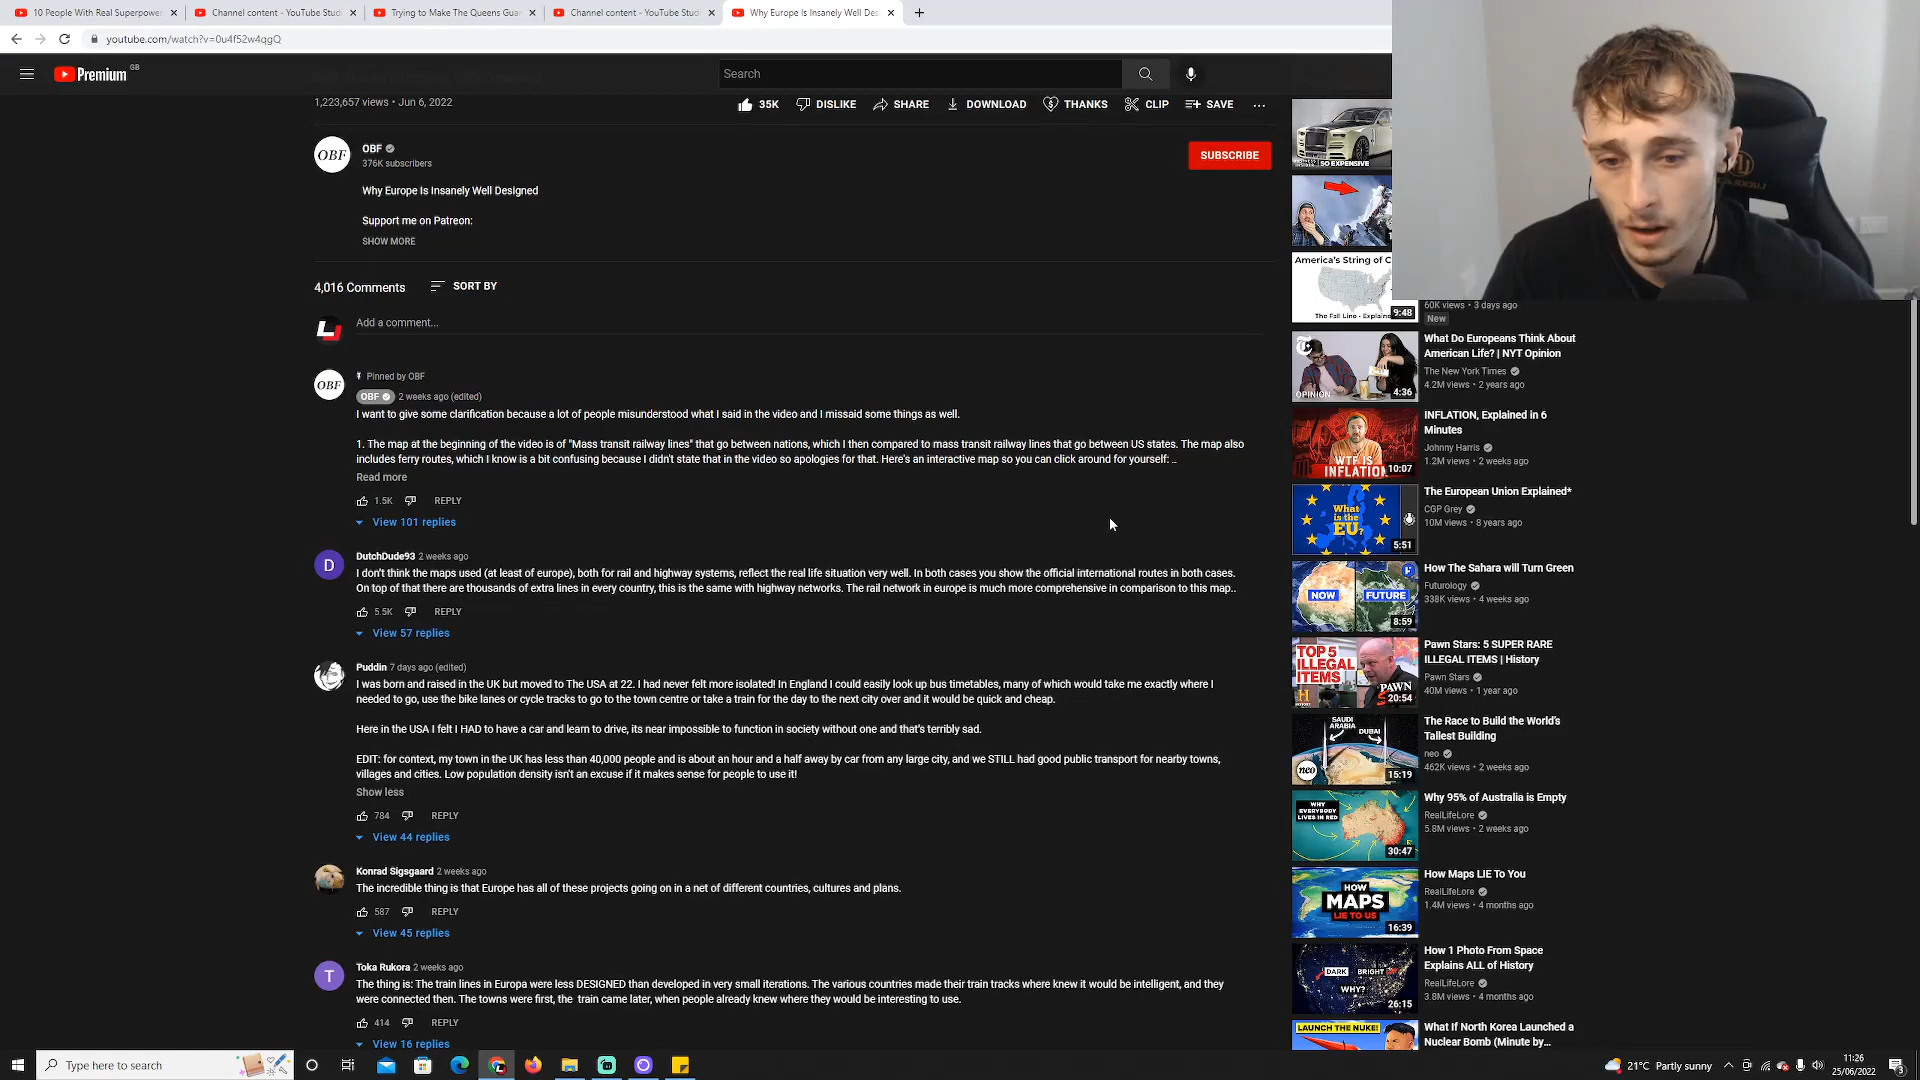 10 People With Real Superpower
Channel content - YouTube Stud
Trying to Make The Queens Gua
Channel content - YouTube Stud
Why Europe Is Insanely Well Des
youtube.com/watch?v=0u4f52w4qgQ
Premium GB
Search
1,223,657 views • Jun 6, 2022
35K DISLIKE SHARE DOWNLOAD THANKS CLIP SAVE
OBF
OBF
376K subscribers
SUBSCRIBE
Why Europe Is Insanely Well Designed
Support me on Patreon:
SHOW MORE
4,016 Comments SORT BY
Add a comment...
OBF
Pinned by OBF
OBF 2 weeks ago (edited)
I want to give some clarification because a lot of people misunderstood what I said in the video and I missaid some things as well.
1. The map at the beginning of the video is of "Mass transit railway lines" that go between nations, which I then compared to mass transit railway lines that go between US states. The map also
includes ferry routes, which I know is a bit confusing because I didn't state that in the video so apologies for that. Here's an interactive map so you can click around for yourself: ..
Read more
1.5K REPLY
View 101 replies
D
DutchDude93 2 weeks ago
I don't think the maps used (at least of europe), both for rail and highway systems, reflect the real life situation very well. In both cases you show the official international routes in both cases.
On top of that there are thousands of extra lines in every country, this is the same with highway networks. The rail network in europe is much more comprehensive in comparison to this map..
5.5K REPLY
View 57 replies
Puddin 7 days ago (edited)
I was born and raised in the UK but moved to The USA at 22. I had never felt more isolated! In England I could easily look up bus timetables, many of which would take me exactly where I
needed to go, use the bike lanes or cycle tracks to go to the town centre or take a train for the day to the next city over and it would be quick and cheap.
Here in the USA I felt I HAD to have a car and learn to drive, its near impossible to function in society without one and that's terribly sad.
EDIT: for context, my town in the UK has less than 40,000 people and is about an hour and a half away by car from any large city, and we STILL had good public transport for nearby towns,
villages and cities. Low population density isn't an excuse if it makes sense for people to use it!
Show less
784 REPLY
View 44 replies
Konrad Sigsgaard 2 weeks ago
The incredible thing is that Europe has all of these projects going on in a net of different countries, cultures and plans.
587 REPLY
View 45 replies
T
Toka Rukora 2 weeks ago
The thing is: The train lines in Europa were less DESIGNED than developed in very small iterations. The various countries made their train tracks where knew it would be intelligent, and they
were connected then. The towns were first, the train came later, when people already knew where they would be interesting to use.
414 REPLY
View 16 replies
SO EXPENSIVE
America's String of C
The Fall Line - Explain
9:48
60K views • 3 days ago
New
OPINION
4:36
What Do Europeans Think About
American Life? | NYT Opinion
The New York Times
4.2M views • 2 years ago
WTF IS
INFLATION
10:07
INFLATION, Explained in 6
Minutes
Johnny Harris
1.2M views • 2 weeks ago
What
is the
EU?
5:51
The European Union Explained*
CGP Grey
10M views • 8 years ago
NOW
FUTURE
8:59
How The Sahara will Turn Green
Futurology
338K views • 4 weeks ago
TOP 5
ILLEGAL
ITEMS
PAWN
20:54
Pawn Stars: 5 SUPER RARE
ILLEGAL ITEMS | History
Pawn Stars
40M views • 1 year ago
SAUDI
ARABIA
DUBAI
neo
15:19
The Race to Build the World's
Tallest Building
neo
462K views • 2 weeks ago
WHY
EVERYBODY
LIVES IN RED
30:47
Why 95% of Australia is Empty
RealLifeLore
5.8M views • 2 weeks ago
HOW
MAPS
LIE TO US
16:39
How Maps LIE To You
RealLifeLore
1.4M views • 4 months ago
DARK
BRIGHT
WHY?
26:15
How 1 Photo From Space
Explains ALL of History
RealLifeLore
3.8M views • 4 months ago
LAUNCH THE NUKE!
What If North Korea Launched a
Nuclear Bomb (Minute by...
Type here to search
21°C Partly sunny
11:26
25/06/2022
3